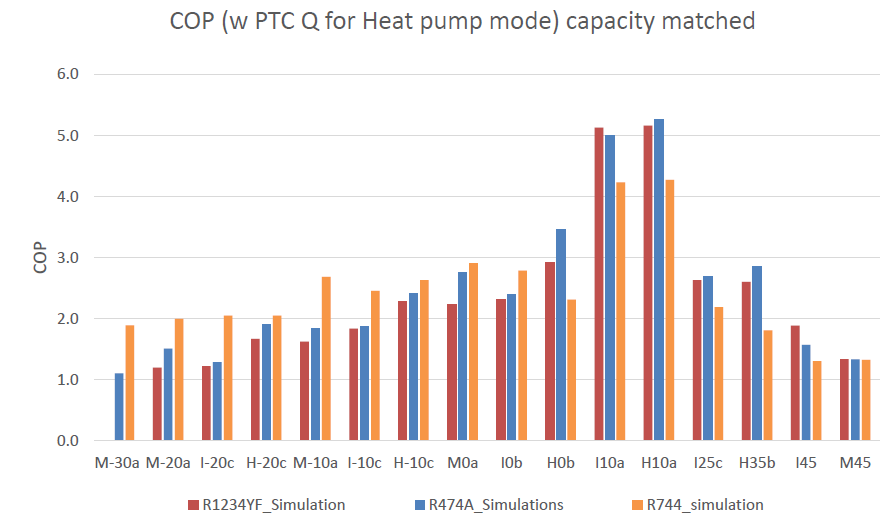 COP (w PTC Q for Heat pump mode) capacity matched
6.0
5.0
4.0
3.0
2.0
1.0
0.0
COP
M-30a M-20a I-20c H-20c M-10a I-10c H-10c M0a I0b H0b I10a H10a I25c H35b I45 M45
R1234YF_Simulation R474A_Simulations R744_simulation